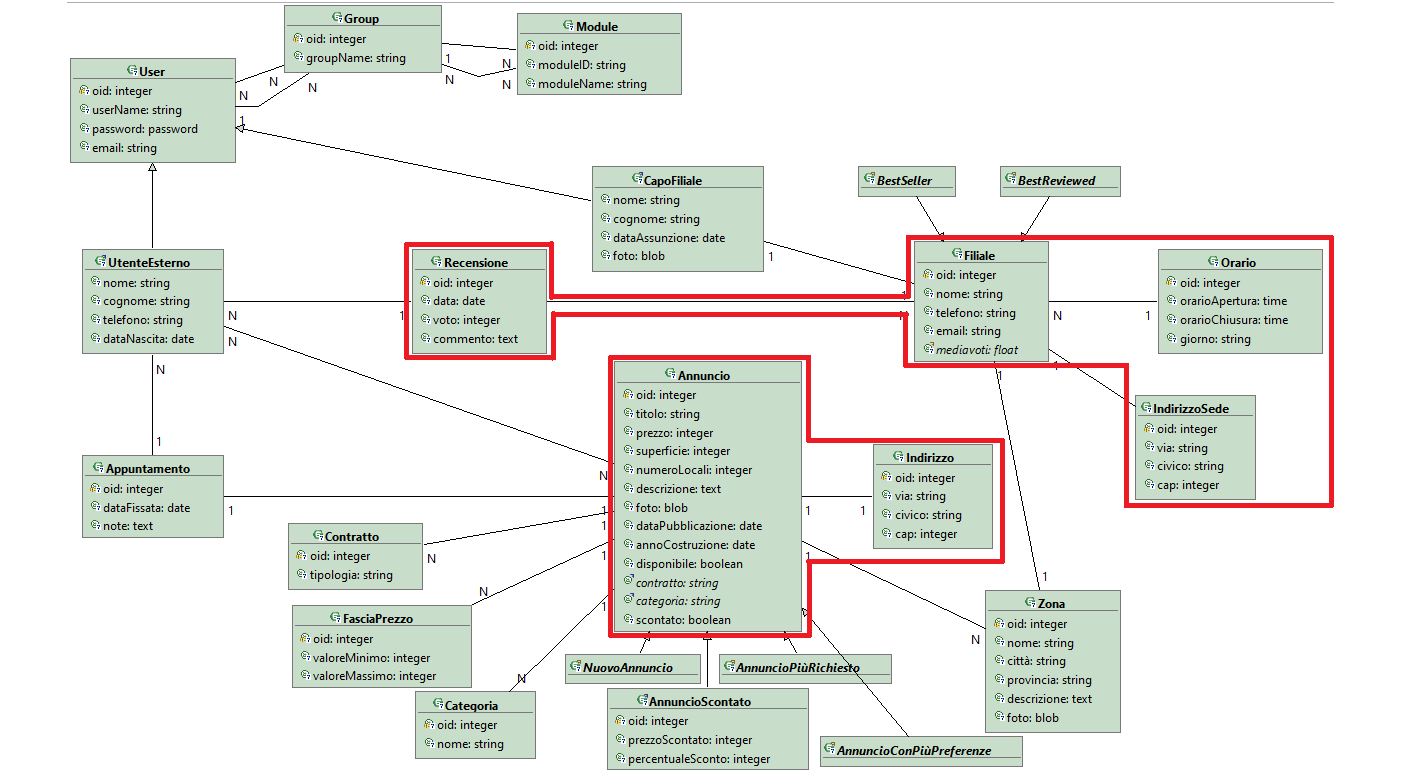 Group
oid: integer
groupName: string
Module
oid: integer
moduleID: string
moduleName: string
1
N
N
N
User
oid: integer
userName: string
password: password
email: string
N
N
N
1
CapoFiliale
nome: string
cognome: string
dataAssunzione: date
foto: blob
1
1
BestSeller
BestReviewed
UtenteEsterno
nome: string
cognome: string
telefono: string
dataNascita: date
N
N
N
Recensione
oid: integer
data: date
voto: integer
commento: text
1
Filiale
oid: integer
nome: string
telefono: string
email: string
mediavoti: float
N
1
1
1
Orario
oid: integer
orarioApertura: time
orarioChiusura: time
giorno: string
IndirizzoSede
oid: integer
via: string
civico: string
cap: integer
Annuncio
oid: integer
titolo: string
prezzo: integer
superficie: integer
numeroLocali: integer
descrizione: text
foto: blob
dataPubblicazione: date
annoCostruzione: date
disponibile: boolean
contratto: string
categoria: string
scontato: boolean
N
1
1
1
1
1
1
1
Indirizzo
oid: integer
via: string
civico: string
cap: integer
Appuntamento
oid: integer
dataFissata: date
note: text
1
1
Contratto
oid: integer
tipologia: string
N
FasciaPrezzo
oid: integer
valoreMinimo: integer
valoreMassimo: integer
N
Categoria
oid: integer
nome: string
N
NuovoAnnuncio
AnnuncioPiùRichiesto
AnnuncioScontato
oid: integer
prezzoScontato: integer
percentualeSconto: integer
AnnuncioConPiùPreferenze
Zona
oid: integer
nome: string
città: string
provincia: string
descrizione: text
foto: blob
1
N